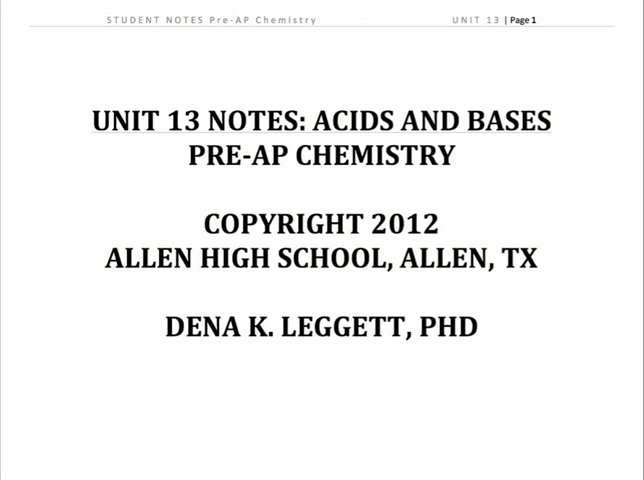 STUDENT NOTES Pre-AP Chemistry UNIT 13 | Page 1
UNIT 13 NOTES: ACIDS AND BASES
PRE-AP CHEMISTRY
COPYRIGHT 2012
ALLEN HIGH SCHOOL, ALLEN, TX
DENA K. LEGGETT, PHD